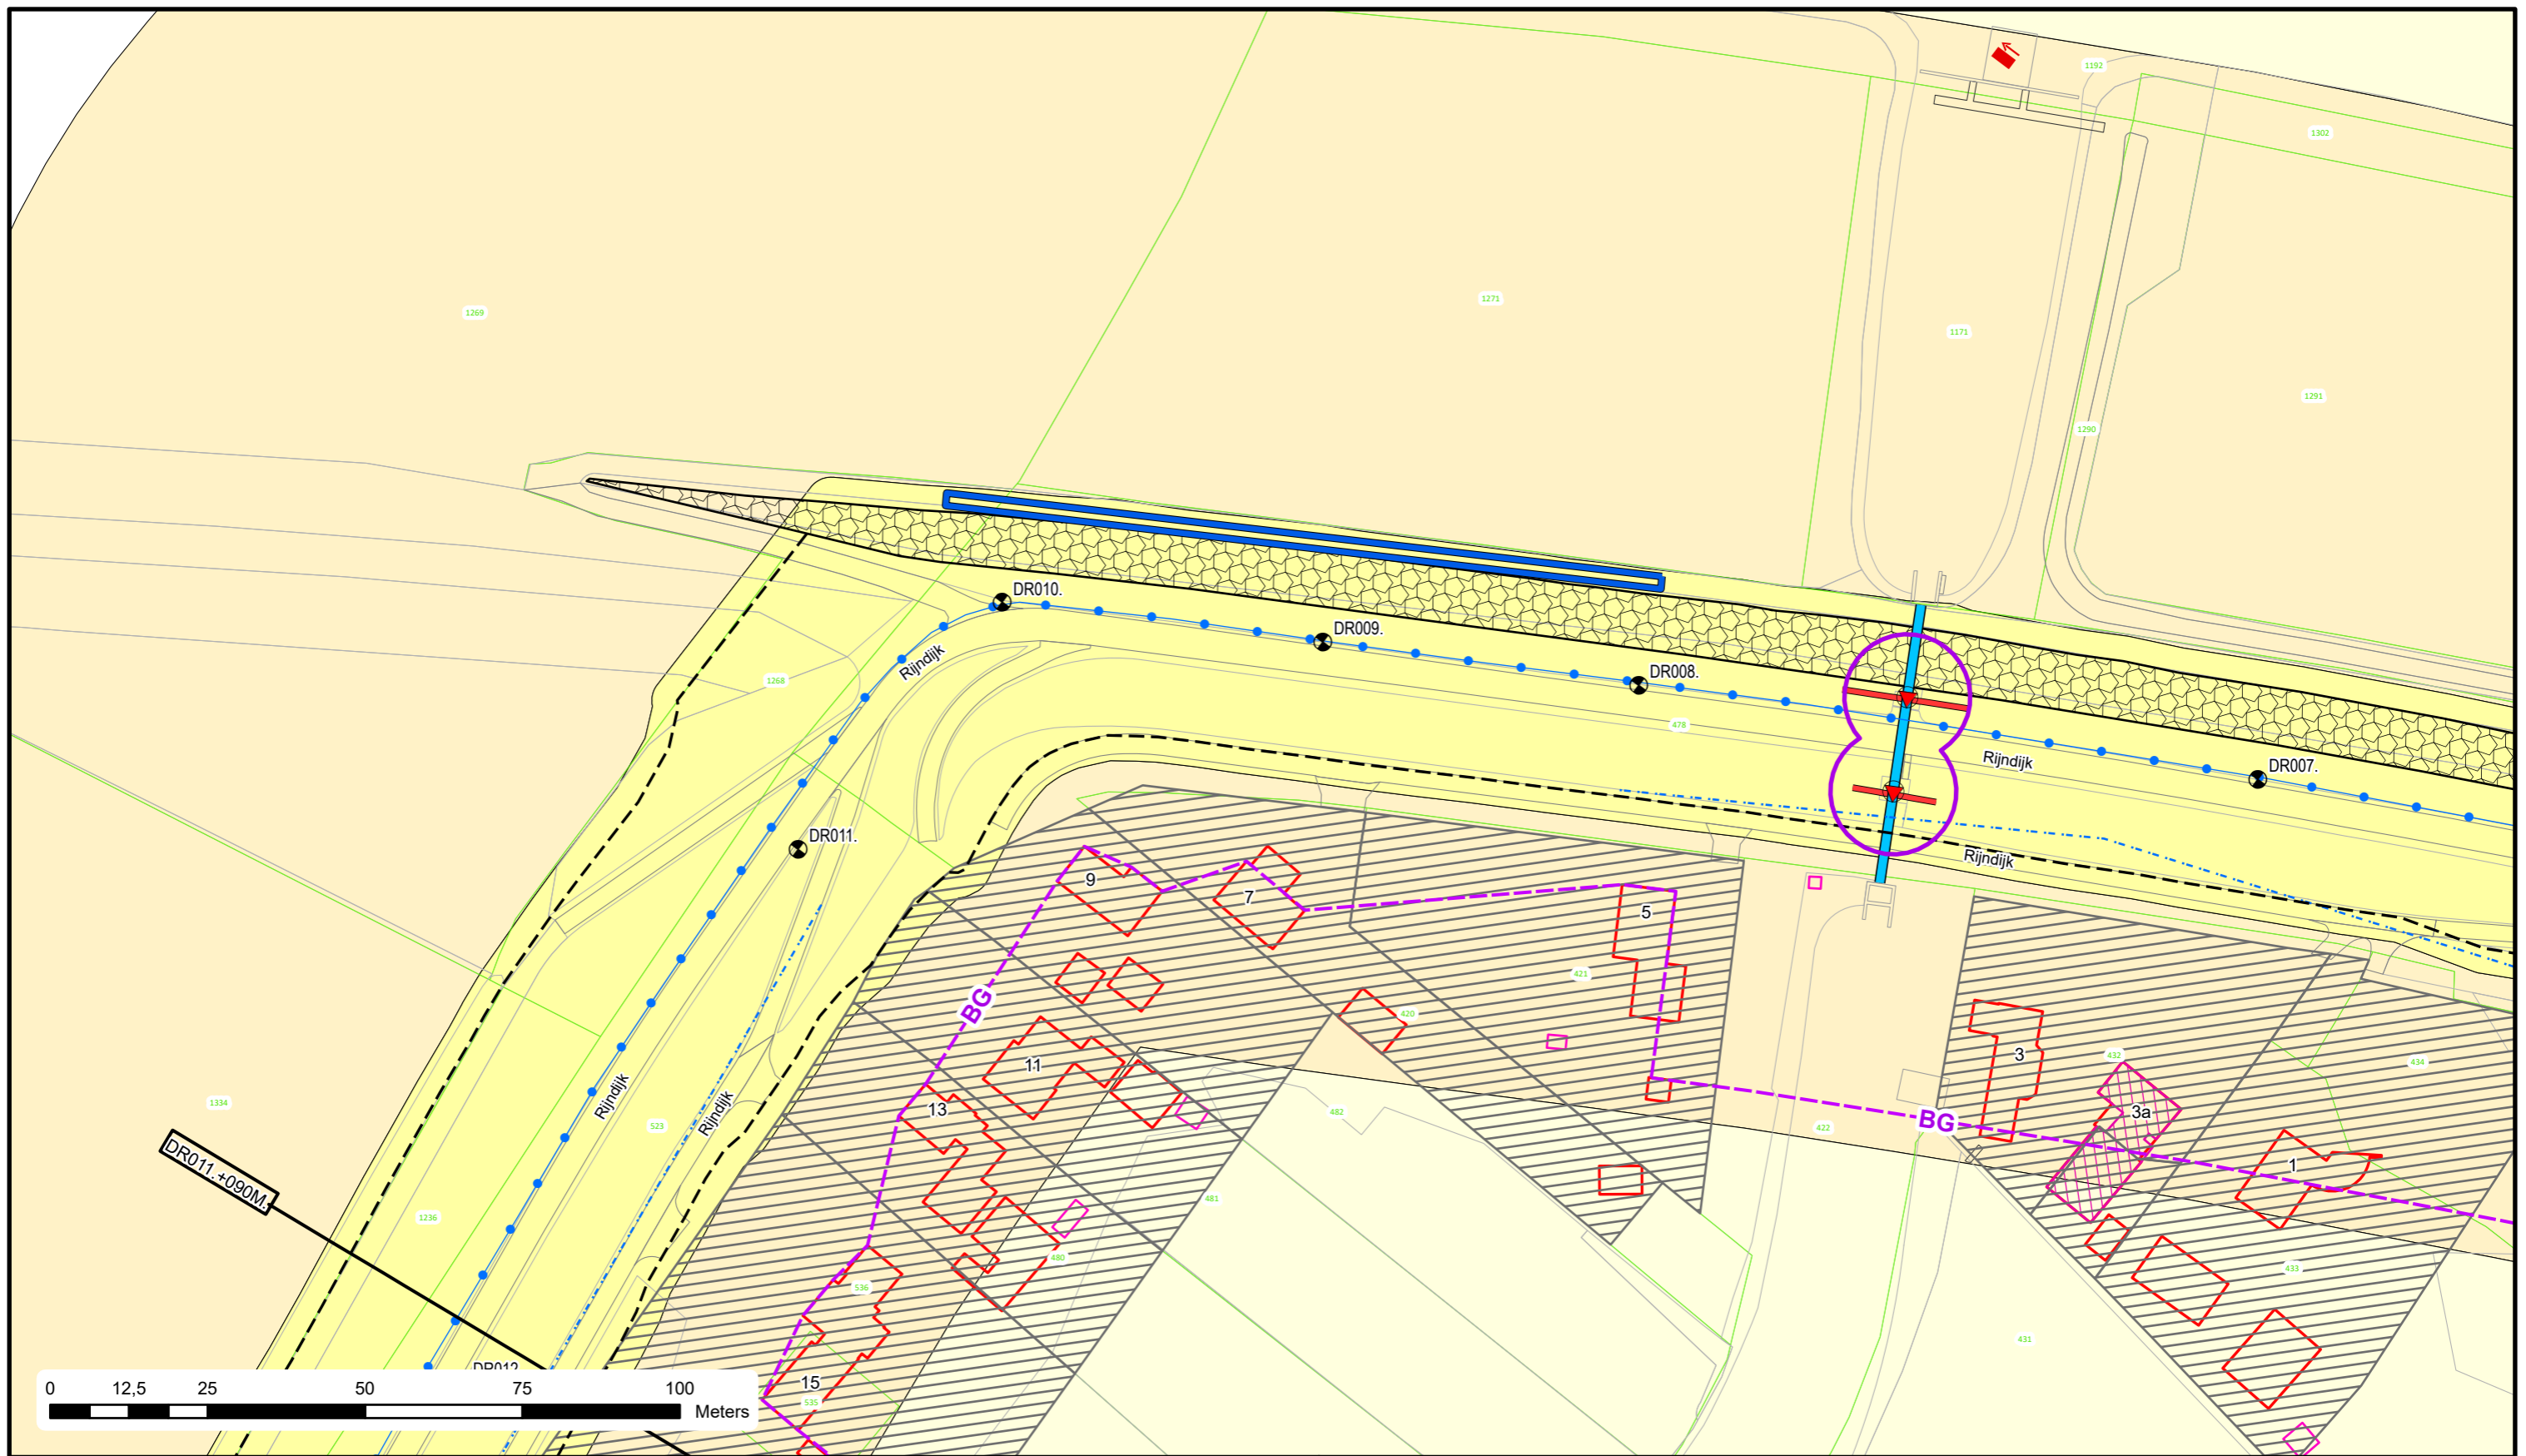 1192
1302
1271
1269
1171
1291
1290
DR010.
DR009.
Rijndijk
DR008.
1268
478
Rijndijk
DR007.
DR011.
Rijndijk
9
7
5
421
BG
420
3
432
434
11
Rijndijk
1334
Rijndijk
13
482
3a
BG
523
422
DR011.+090M.
1
481
1236
480
433
536
431
DR012
15
535
0 12,5 25 50 75 100
Meters